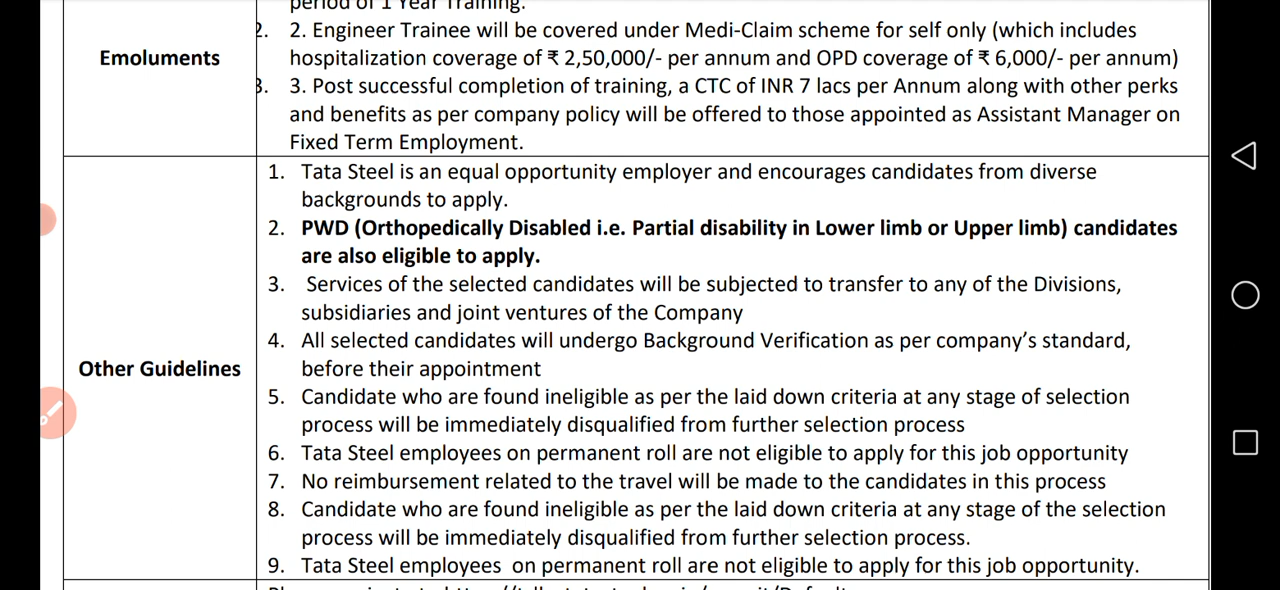 period of 1 Year Training.
2. 2. Engineer Trainee will be covered under Medi-Claim scheme for self only (which includes
Emoluments
hospitalization coverage of ₹ 2,50,000/- per annum and OPD coverage of ₹ 6,000/- per annum)
3. 3. Post successful completion of training, a CTC of INR 7 lacs per Annum along with other perks
and benefits as per company policy will be offered to those appointed as Assistant Manager on
Fixed Term Employment.
1. Tata Steel is an equal opportunity employer and encourages candidates from diverse
backgrounds to apply.
2. PWD (Orthopedically Disabled i.e. Partial disability in Lower limb or Upper limb) candidates
are also eligible to apply.
3. Services of the selected candidates will be subjected to transfer to any of the Divisions,
subsidiaries and joint ventures of the Company
4. All selected candidates will undergo Background Verification as per company's standard,
Other Guidelines
before their appointment
5. Candidate who are found ineligible as per the laid down criteria at any stage of selection
process will be immediately disqualified from further selection process
6. Tata Steel employees on permanent roll are not eligible to apply for this job opportunity
7. No reimbursement related to the travel will be made to the candidates in this process
8. Candidate who are found ineligible as per the laid down criteria at any stage of the selection
process will be immediately disqualified from further selection process.
9. Tata Steel employees on permanent roll are not eligible to apply for this job opportunity.